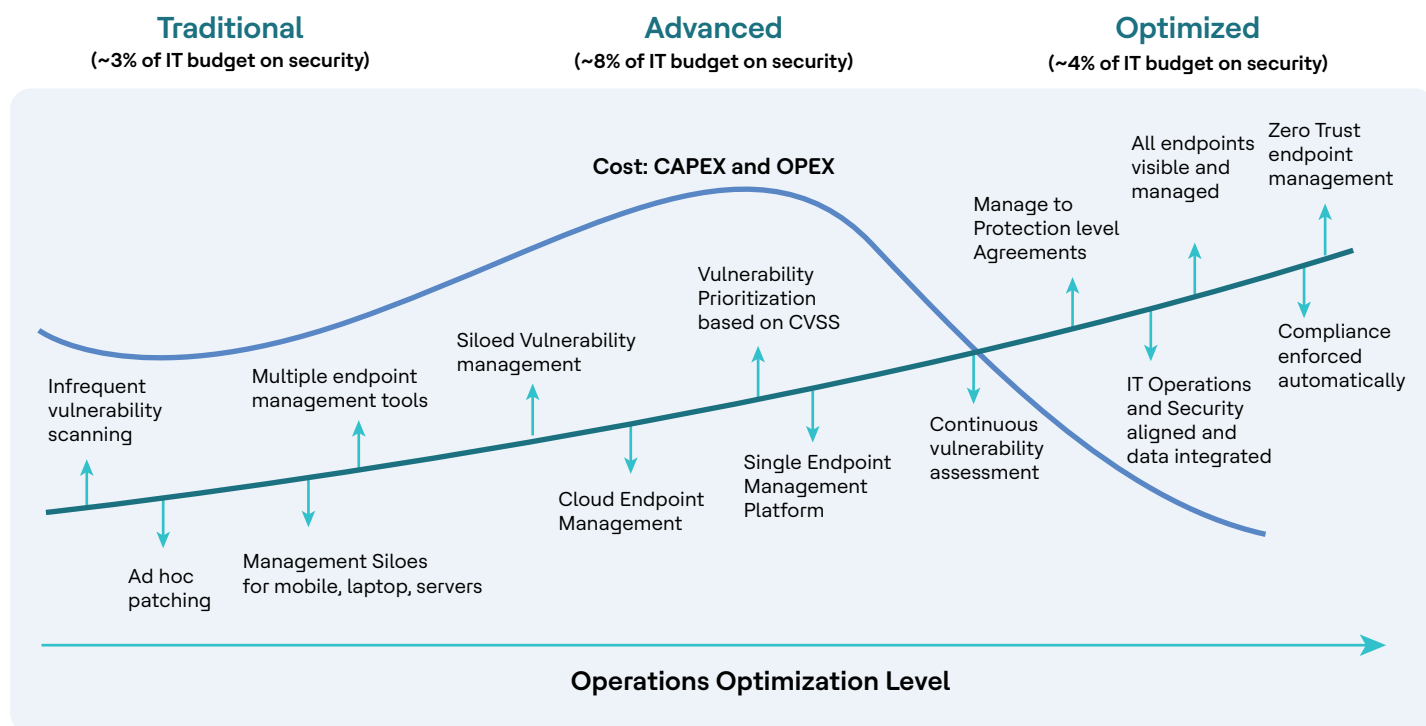 Traditional
(~3% of IT budget on security)
Advanced
(~8% of IT budget on security)
Optimized
(~4% of IT budget on security)
Cost: CAPEX and OPEX
Infrequent
vulnerability
scanning
Ad hoc
patching
Multiple endpoint
management tools
Management Siloes
for mobile, laptop, servers
Siloed Vulnerability
management
Cloud Endpoint
Management
Vulnerability
Prioritization
based on CVSS
Single Endpoint
Management
Platform
Continuous
vulnerability
assessment
Manage to
Protection level
Agreements
IT Operations
and Security
aligned and
data integrated
All endpoints
visible and
managed
Zero Trust
endpoint
management
Compliance
enforced
automatically
Operations Optimization Level